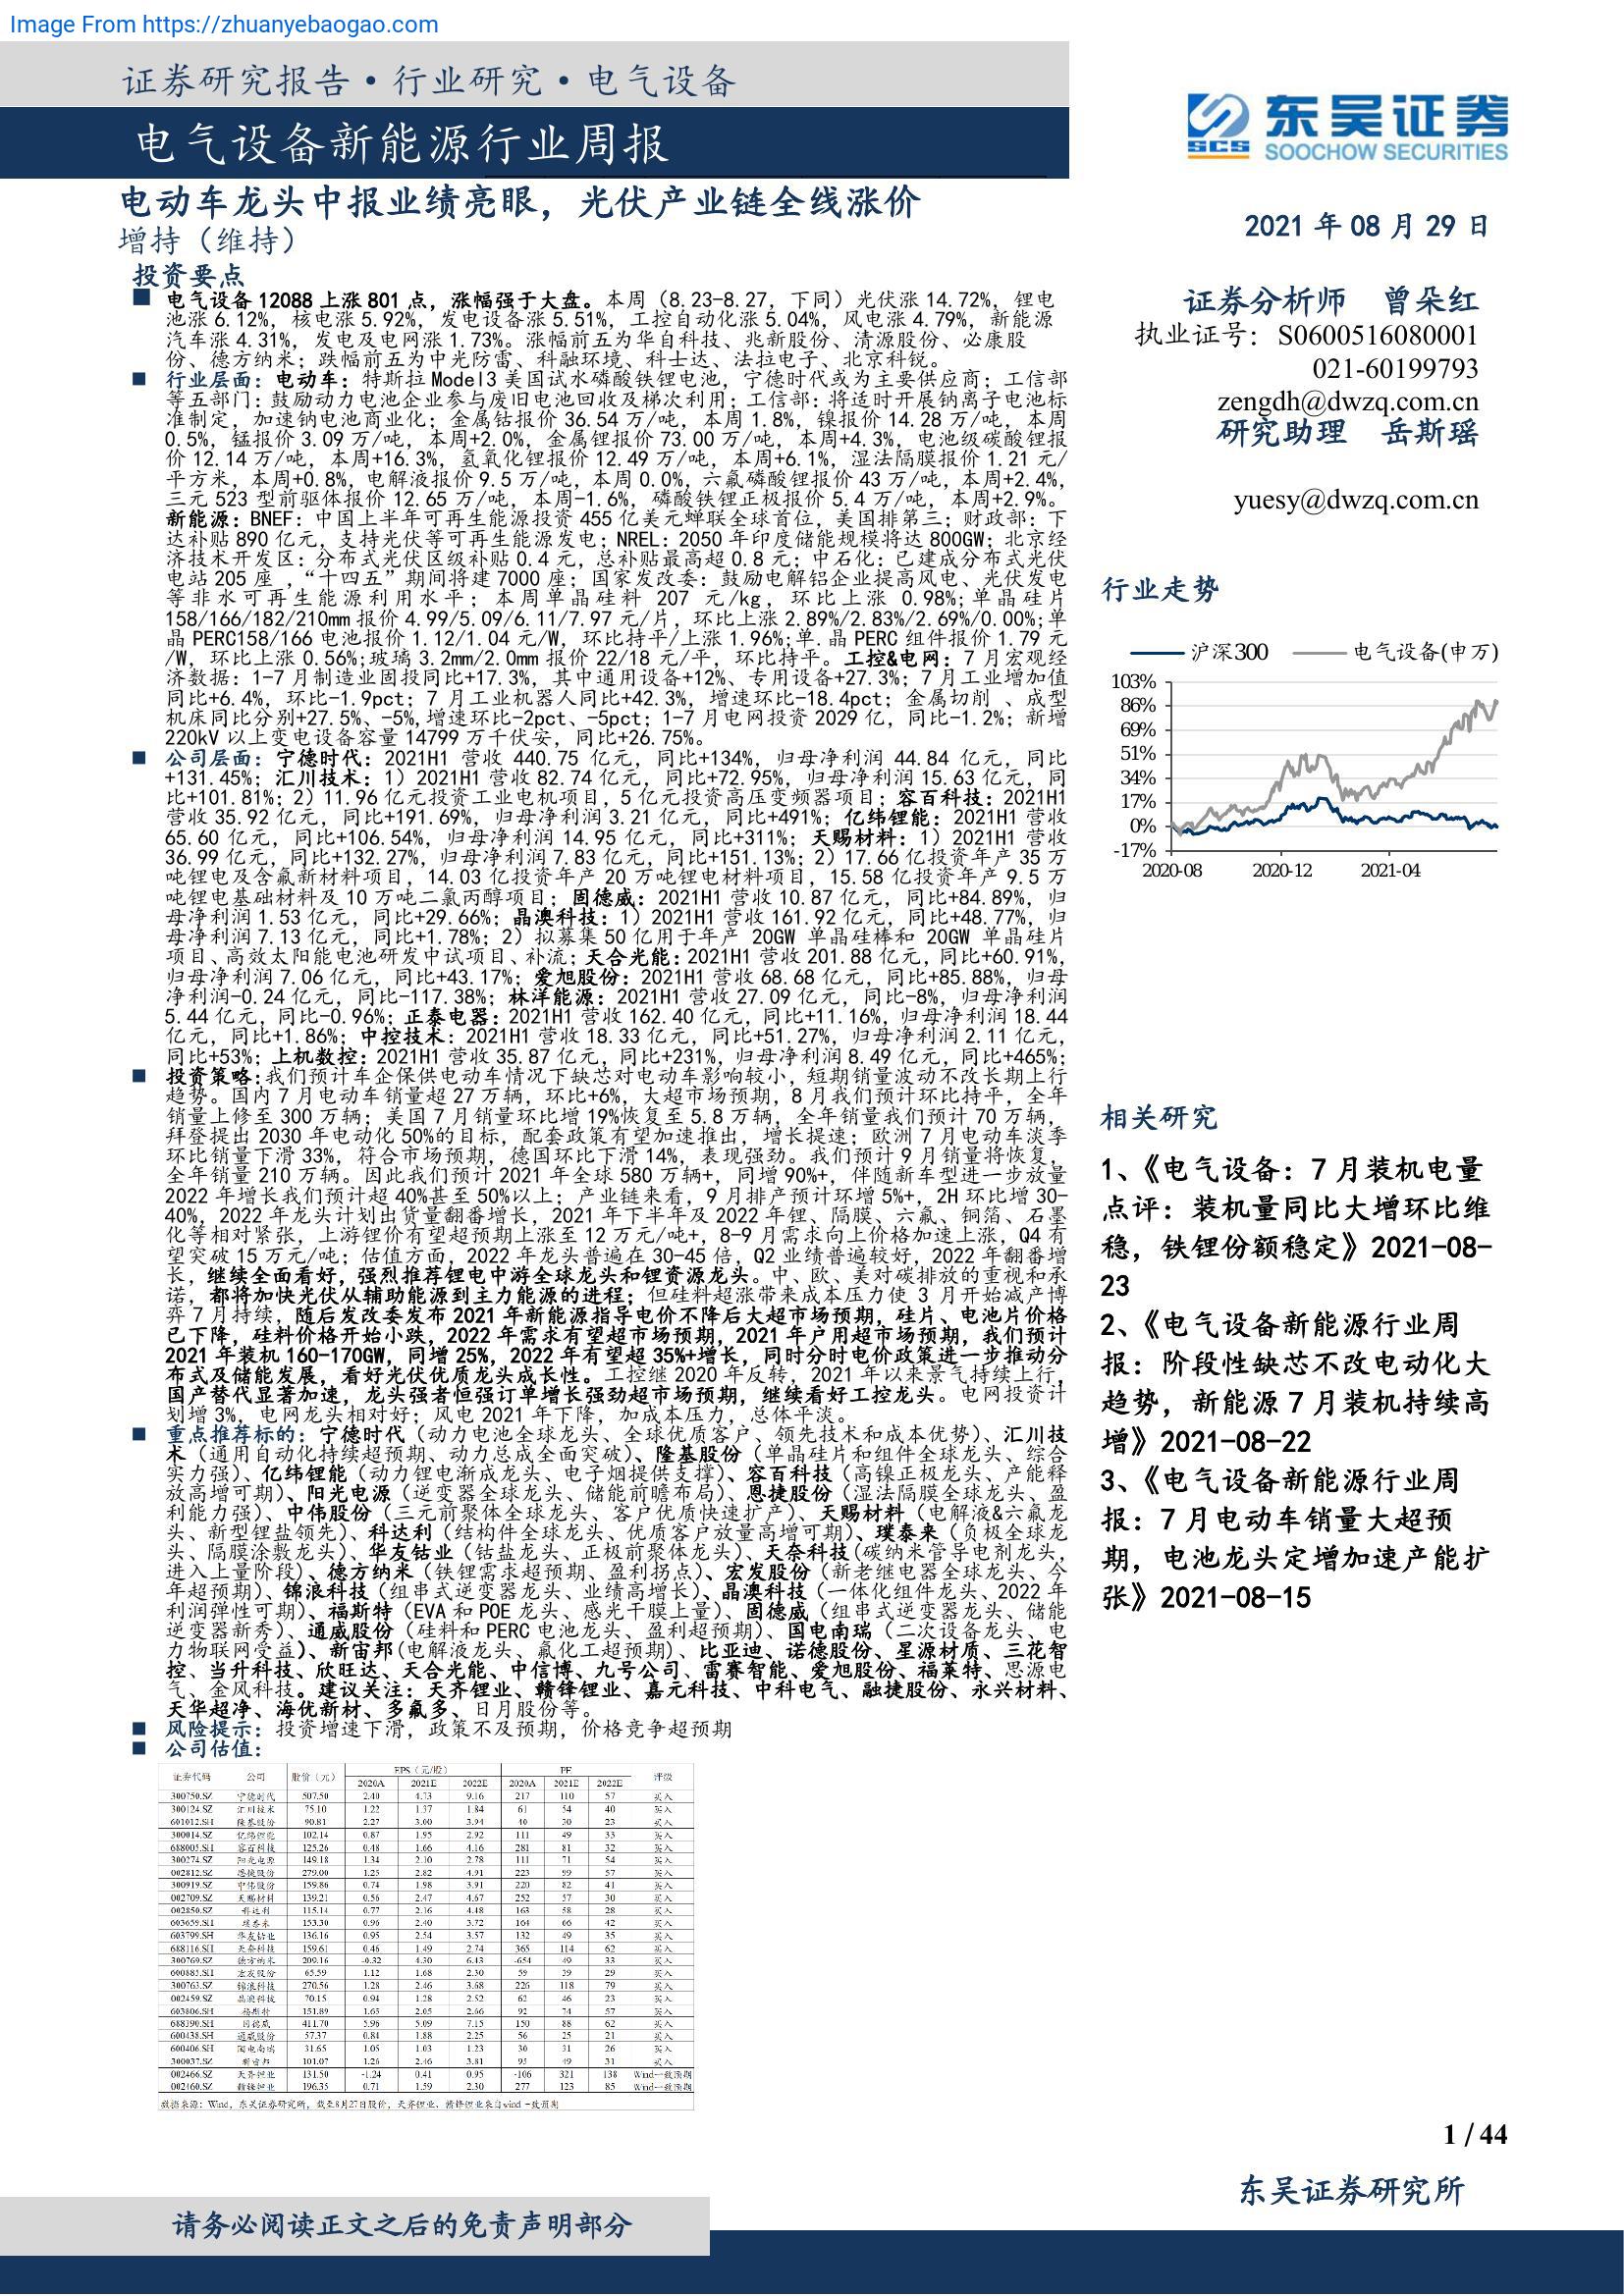 Image From https://zhuanyebaogao.com
证券研究报告·行业研究·电气设备
电气设备新能源行业周报
东吴证券
SCS
SOOCHOW SECURITIES
电动车龙头中报业绩亮眼，光伏产业链全线涨价
增持（维持）
2021 年 08 月 29 日
证券分析师 曾朵红
执业证号：S0600516080001
021-60199793
zengdh@dwzq.com.cn
研究助理 岳斯瑶
yuesy@dwzq.com.cn
投资要点
■ 电气设备 12088 上涨 801 点，涨幅强于大盘。本周（8.23-8.27，下同）光伏涨 14.72%，锂电
池涨 6.12%，核电涨 5.92%，发电设备涨 5.51%，工控自动化涨 5.04%，风电涨 4.79%，新能源
汽车涨 4.31%，发电及电网涨 1.73%。涨幅前五为华自科技、兆新股份、清源股份、必康股
份、德方纳米；跌幅前五为中光防雷、科融环境、科士达、法拉电子、北京科锐。
■ 行业层面：电动车：特斯拉 Model3 美国试水磷酸铁锂电池，宁德时代或为主要供应商；工信部
等五部门：鼓励动力电池企业参与废旧电池回收及梯次利用；工信部：将适时开展钠离子电池标
准制定，加速钠电池商业化；金属钴报价 36.54 万/吨，本周 1.8%，镍报价 14.28 万/吨，本周
0.5%，锰报价 3.09 万/吨，本周+2.0%，金属锂报价 73.00 万/吨，本周+4.3%，电池级碳酸锂报
价 12.14 万/吨，本周+16.3%，氢氧化锂报价 12.49 万/吨，本周+6.1%，湿法隔膜报价 1.21 元/
平方米，本周+0.8%，电解液报价 9.5 万/吨，本周 0.0%，六氟磷酸锂报价 43 万/吨，本周+2.4%，
三元 523 型前驱体报价 12.65 万/吨，本周-1.6%，磷酸铁锂正极报价 5.4 万/吨，本周+2.9%。
新能源：BNEF：中国上半年可再生能源投资 455 亿美元蝉联全球首位，美国排第三；财政部：下
达补贴 890 亿元，支持光伏等可再生能源发电；NREL：2050 年印度储能规模将达 800GW；北京经
济技术开发区：分布式光伏区级补贴 0.4 元，总补贴最高超 0.8 元；中石化：已建成分布式光伏
电站 205 座 ，“十四五”期间将建 7000 座；国家发改委：鼓励电解铝企业提高风电、光伏发电
等非水可再生能源利用水平；本周单晶硅料 207 元/kg，环比上涨 0.98%;单晶硅片
158/166/182/210mm 报价 4.99/5.09/6.11/7.97 元/片，环比上涨 2.89%/2.83%/2.69%/0.00%;单
晶 PERC158/166 电池报价 1.12/1.04 元/W，环比持平/上涨 1.96%;单.晶 PERC 组件报价 1.79 元
/W，环比上涨 0.56%;玻璃 3.2mm/2.0mm 报价 22/18 元/平，环比持平。工控&电网：7 月宏观经
济数据：1-7 月制造业固投同比+17.3%，其中通用设备+12%、专用设备+27.3%；7 月工业增加值
同比+6.4%，环比-1.9pct；7 月工业机器人同比+42.3%，增速环比-18.4pct；金属切削 、成型
机床同比分别+27.5%、-5%,增速环比-2pct、-5pct；1-7 月电网投资 2029 亿，同比-1.2%；新增
220kV 以上变电设备容量 14799 万千伏安，同比+26.75%。
■ 公司层面：宁德时代：2021H1 营收 440.75 亿元，同比+134%，归母净利润 44.84 亿元，同比
+131.45%；汇川技术：1）2021H1 营收 82.74 亿元，同比+72.95%，归母净利润 15.63 亿元，同
比+101.81%；2）11.96 亿元投资工业电机项目，5 亿元投资高压变频器项目；容百科技：2021H1
营收 35.92 亿元，同比+191.69%，归母净利润 3.21 亿元，同比+491%；亿纬锂能：2021H1 营收
65.60 亿元，同比+106.54%，归母净利润 14.95 亿元，同比+311%；天赐材料：1）2021H1 营收
36.99 亿元，同比+132.27%，归母净利润 7.83 亿元，同比+151.13%；2）17.66 亿投资年产 35 万
吨锂电及含氟新材料项目，14.03 亿投资年产 20 万吨锂电材料项目，15.58 亿投资年产 9.5 万
吨锂电基础材料及 10 万吨二氯丙醇项目；固德威：2021H1 营收 10.87 亿元，同比+84.89%，归
母净利润 1.53 亿元，同比+29.66%；晶澳科技：1）2021H1 营收 161.92 亿元，同比+48.77%，归
母净利润 7.13 亿元，同比+1.78%；2）拟募集 50 亿用于年产 20GW 单晶硅棒和 20GW 单晶硅片
项目、高效太阳能电池研发中试项目、补流；天合光能：2021H1 营收 201.88 亿元，同比+60.91%，
归母净利润 7.06 亿元，同比+43.17%；爱旭股份：2021H1 营收 68.68 亿元，同比+85.88%，归母
净利润-0.24 亿元，同比-117.38%；林洋能源：2021H1 营收 27.09 亿元，同比-8%，归母净利润
5.44 亿元，同比-0.96%；正泰电器：2021H1 营收 162.40 亿元，同比+11.16%，归母净利润 18.44
亿元，同比+1.86%；中控技术：2021H1 营收 18.33 亿元，同比+51.27%，归母净利润 2.11 亿元，
同比+53%；上机数控：2021H1 营收 35.87 亿元，同比+231%，归母净利润 8.49 亿元，同比+465%；
■ 投资策略：我们预计车企保供电动车情况下缺芯对电动车影响较小，短期销量波动不改长期上行
趋势。国内 7 月电动车销量超 27 万辆，环比+6%，大超市场预期，8 月我们预计环比持平，全年
销量上修至 300 万辆；美国 7 月销量环比增 19%恢复至 5.8 万辆，全年销量我们预计 70 万辆，
拜登提出 2030 年电动化 50%的目标，配套政策有望加速推出，增长提速；欧洲 7 月电动车淡季
环比销量下滑 33%，符合市场预期，德国环比下滑 14%，表现强劲。我们预计 9 月销量将恢复，
全年销量 210 万辆。因此我们预计 2021 年全球 580 万辆+，同增 90%+，伴随新车型进一步放量
2022 年增长我们预计超 40%甚至 50%以上；产业链来看，9 月排产预计环增 5%+，2H 环比增 30-
40%，2022 年龙头计划出货量翻番增长，2021 年下半年及 2022 年锂、隔膜、六氟、铜箔、石墨
化等相对紧张，上游锂价有望超预期上涨至 12 万元/吨+，8-9 月需求向上价格加速上涨，Q4 有
望突破 15 万元/吨；估值方面，2022 年龙头普遍在 30-45 倍，Q2 业绩普遍较好，2022 年翻番增
长，继续全面看好，强烈推荐锂电中游全球龙头和锂资源龙头。中、欧、美对碳排放的重视和承
诺，都将加快光伏从辅助能源到主力能源的进程；但硅料超涨带来成本压力使 3 月开始减产博
弈 7 月持续，随后发改委发布 2021 年新能源指导电价不降后大超市场预期，硅片、电池片价格
已下降，硅料价格开始小跌，2022 年需求有望超市场预期，2021 年户用超市场预期，我们预计
2021 年装机 160-170GW，同增 25%，2022 年有望超 35%+增长，同时分时电价政策进一步推动分
布式及储能发展，看好光伏优质龙头成长性。工控继 2020 年反转，2021 年以来景气持续上行，
国产替代显著加速，龙头强者恒强订单增长强劲超市场预期，继续看好工控龙头。电网投资计
划增 3%，电网龙头相对好；风电 2021 年下降，加成本压力，总体平淡。
■ 重点推荐标的：宁德时代（动力电池全球龙头、全球优质客户、领先技术和成本优势）、汇川技
术（通用自动化持续超预期、动力总成全面突破）、隆基股份（单晶硅片和组件全球龙头、综合
实力强）、亿纬锂能（动力锂电渐成龙头、电子烟提供支撑）、容百科技（高镍正极龙头、产能释
放高增可期）、阳光电源（逆变器全球龙头、储能前瞻布局）、恩捷股份（湿法隔膜全球龙头、盈
利能力强）、中伟股份（三元前聚体全球龙头、客户优质快速扩产）、天赐材料（电解液&六氟龙
头、新型锂盐领先）、科达利（结构件全球龙头、优质客户放量高增可期）、璞泰来（负极全球龙
头、隔膜涂敷龙头）、华友钴业（钴盐龙头、正极前聚体龙头）、天奈科技(碳纳米管导电剂龙头，
进入上量阶段）、德方纳米（铁锂需求超预期、盈利拐点）、宏发股份（新老继电器全球龙头、今
年超预期）、锦浪科技（组串式逆变器龙头、业绩高增长）、晶澳科技（一体化组件龙头、2022 年
利润弹性可期）、福斯特（EVA 和 POE 龙头、感光干膜上量）、固德威（组串式逆变器龙头、储能
逆变器新秀）、通威股份（硅料和 PERC 电池龙头、盈利超预期）、国电南瑞（二次设备龙头、电
力物联网受益）、新宙邦(电解液龙头、氟化工超预期)、比亚迪、诺德股份、星源材质、三花智
控、当升科技、欣旺达、天合光能、中信博、九号公司、雷赛智能、爱旭股份、福莱特、思源电
气、金风科技。建议关注：天齐锂业、赣锋锂业、嘉元科技、中科电气、融捷股份、永兴材料、
天华超净、海优新材、多氟多、日月股份等。
■ 风险提示：投资增速下滑，政策不及预期，价格竞争超预期
■ 公司估值：
证券代码 公司 股价（元） EPS（元/股） PE 评级
2020A 2021E 2022E 2020A 2021E 2022E
300750.SZ 宁德时代 507.50 2.40 4.73 9.16 217 110 57 买入
300124.SZ 汇川技术 75.10 1.22 1.37 1.84 61 54 40 买入
601012.SH 隆基股份 90.81 2.27 3.00 3.94 40 30 23 买入
300014.SZ 亿纬锂能 102.14 0.87 1.95 2.92 111 49 33 买入
688005.SH 容百科技 125.26 0.48 1.66 4.16 281 81 32 买入
300274.SZ 阳光电源 149.18 1.34 2.10 2.78 111 71 54 买入
002812.SZ 恩捷股份 279.00 1.25 2.82 4.91 223 99 57 买入
300919.SZ 中伟股份 159.86 0.74 1.98 3.91 220 82 41 买入
002709.SZ 天赐材料 139.21 0.56 2.47 4.67 252 57 30 买入
002850.SZ 科达利 115.14 0.77 2.16 4.48 163 58 28 买入
603659.SH 璞泰来 153.30 0.96 2.40 3.72 164 66 42 买入
603799.SH 华友钴业 136.16 0.95 2.54 3.57 132 49 35 买入
688116.SH 天奈科技 159.61 0.46 1.49 2.74 365 114 62 买入
300769.SZ 德方纳米 209.16 -0.32 4.30 6.43 -654 49 33 买入
600885.SH 宏发股份 65.59 1.12 1.68 2.30 59 39 29 买入
300763.SZ 锦浪科技 270.56 1.28 2.46 3.68 226 118 79 买入
002459.SZ 晶澳科技 70.15 0.94 1.28 2.52 62 46 23 买入
603806.SH 福斯特 151.89 1.65 2.05 2.66 92 74 57 买入
688390.SH 固德威 411.70 5.96 5.09 7.15 150 88 62 买入
600438.SH 通威股份 57.37 0.84 1.88 2.25 56 25 21 买入
600406.SH 国电南瑞 31.65 1.05 1.03 1.23 30 31 26 买入
300037.SZ 新宙邦 101.07 1.26 2.46 3.81 95 49 31 买入
002466.SZ 天齐锂业 131.50 -1.24 0.41 0.95 -106 321 138 Wind一致预期
002460.SZ 赣锋锂业 196.35 0.71 1.59 2.30 277 123 85 Wind一致预期
数据来源：Wind，东吴证券研究所，截至8月27日股价，天齐锂业、赣锋锂业来自wind 一致预期
行业走势
沪深300 电气设备(申万)
103%
86%
69%
51%
34%
17%
0%
-17%
2020-08 2020-12 2021-04
相关研究
1、《电气设备：7 月装机电量
点评：装机量同比大增环比维
稳，铁锂份额稳定》2021-08-
23
2、《电气设备新能源行业周
报：阶段性缺芯不改电动化大
趋势，新能源 7 月装机持续高
增》2021-08-22
3、《电气设备新能源行业周
报：7 月电动车销量大超预
期，电池龙头定增加速产能扩
张》2021-08-15
1 / 44
东吴证券研究所
请务必阅读正文之后的免责声明部分